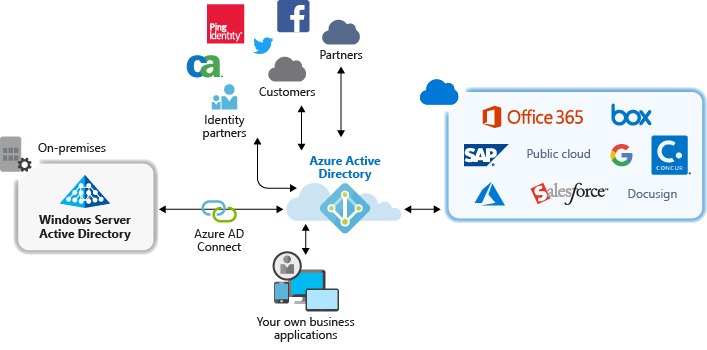 Ping
Identity®
f
Partners
ca.
Customers
Identity
partners
On-premises
Windows Server
Active Directory
Azure AD
Connect
Azure Active
Directory
Your own business
applications
Office 365
box
SAP
Public cloud
G
C.
CONCUR
salesforce™
Docusign